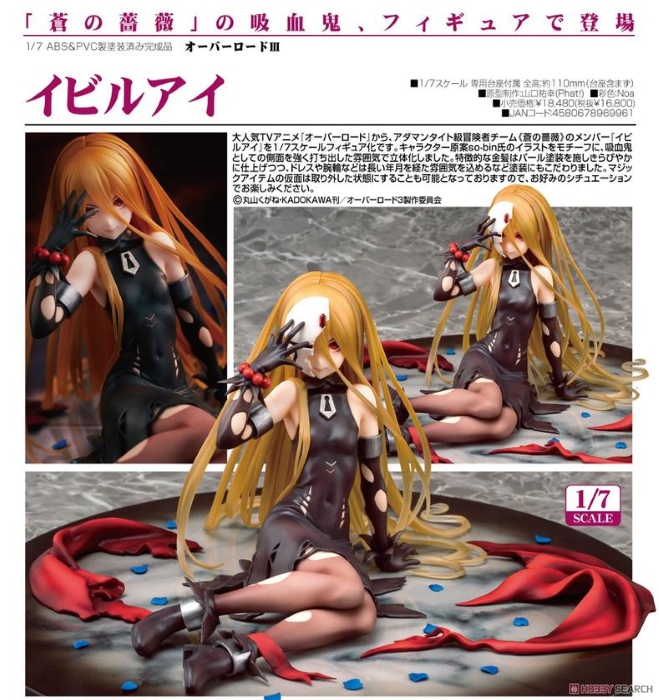 「蒼の薔薇」の吸血鬼、フィギュアで登場
1/7 ABS&PVC製塗装済み完成品 オーバーロードⅢ
イビルアイ
■1/7スケール 専用台座付属 全高:約110mm(台座含まず)
■原型制作:山口祐幸(Phat!) ■彩色:Noa
■小売価格:¥18,480(税抜¥16,800)
■JANコード:4580678969961
大人気TVアニメ『オーバーロード』から、アダマンタイト級冒険者チーム《蒼の薔薇》のメンバー『イビ
ルアイ』を1/7スケールフィギュア化です。キャラクター原案so-bin氏のイラストをモチーフに、吸血鬼
としての側面を強く打ち出した雰囲気で立体化しました。特徴的な金髪はパール塗装を施しきらびやか
に仕上げつつ、ドレスや腕輪などは長い年月を経た雰囲気を込めるなど塗装にもこだわりました。マジッ
クアイテムの仮面は取り外した状態にすることも可能となっておりますので、お好みのシチュエーション
でお楽しみください。
©丸山くがね・KADOKAWA刊/オーバーロード3製作委員会
1/7
SCALE
HOBBY SEARCH